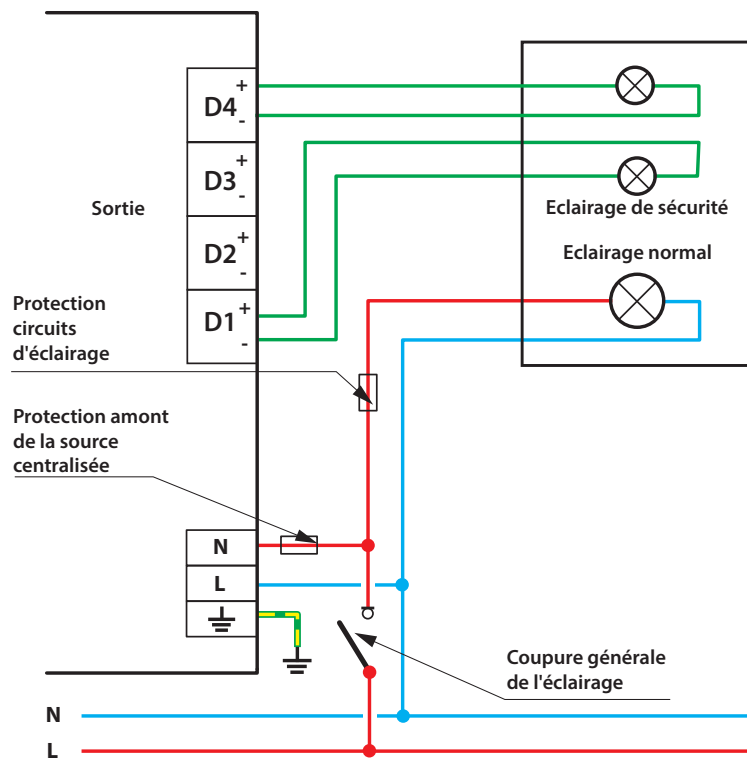 D4
+
-
D3
+
-
Sortie
D2
+
-
D1
+
-
Eclairage de sécurité
Eclairage normal
Protection
circuits
d'éclairage
Protection amont
de la source
centralisée
N
L
Coupure générale
de l'éclairage
N
L